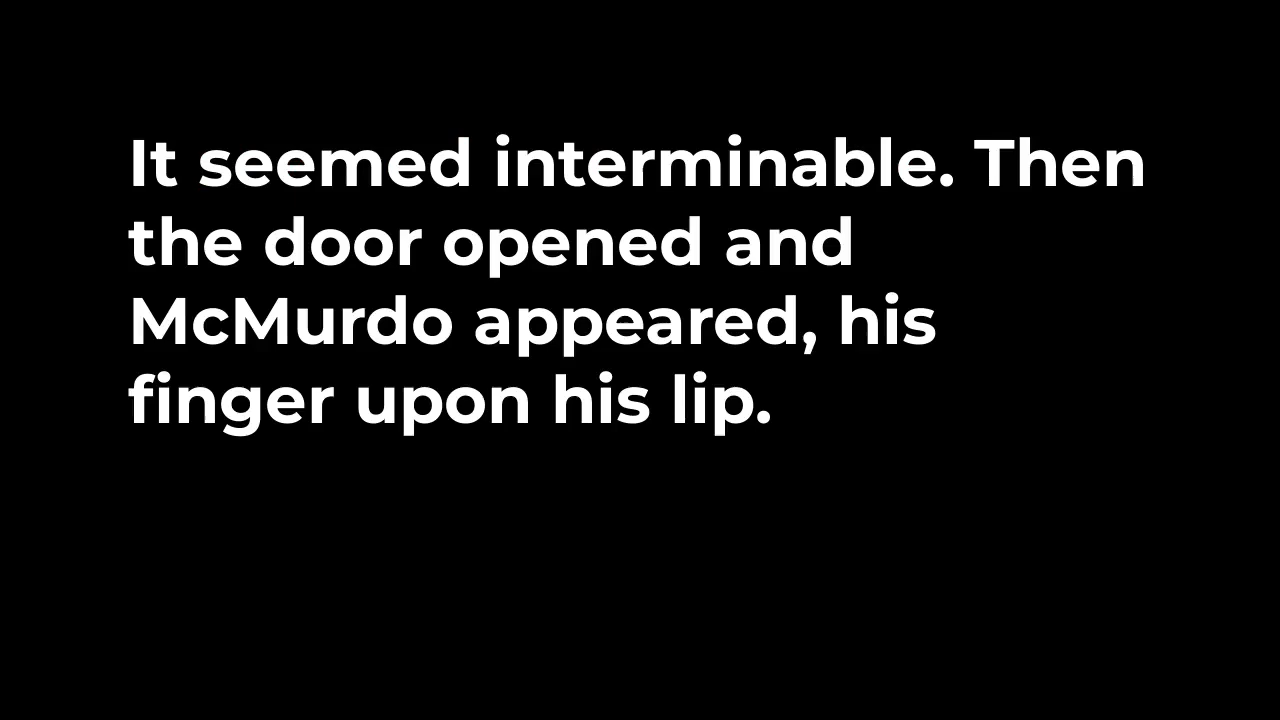 It seemed interminable. Then
the door opened and
McMurdo appeared, his
finger upon his lip.